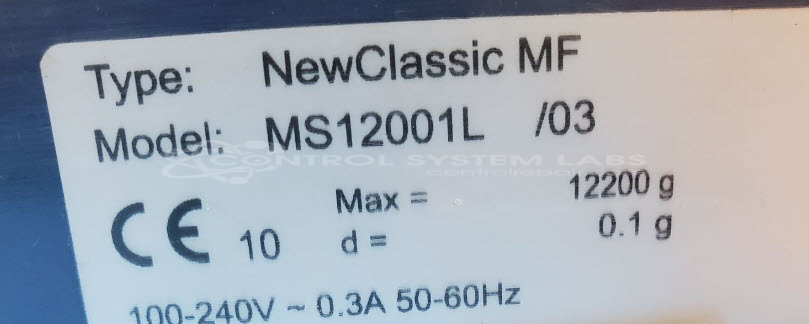 Type: NewClassic MF
Model: MS12001L /03
CONTROL SYSTEM LABS
Max = 12200 g
CE 10 d = 0.1 g
100-240V ~ 0.3A 50-60Hz